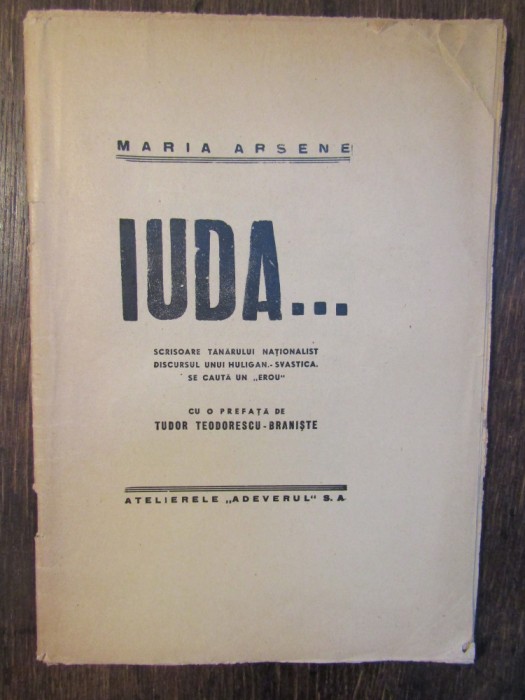 MARIA ARSENE
IUDA...
SCRISOARE TANĂRULUI NAȚIONALIST
DISCURSUL UNUI HULIGAN.- SVASTICA.
SE CAUTĂ UN „EROU"
CU O PREFAȚĂ DE
TUDOR TEODORESCU-BRANIȘTE
ATELIERELE „ADEVERUL" S. A.